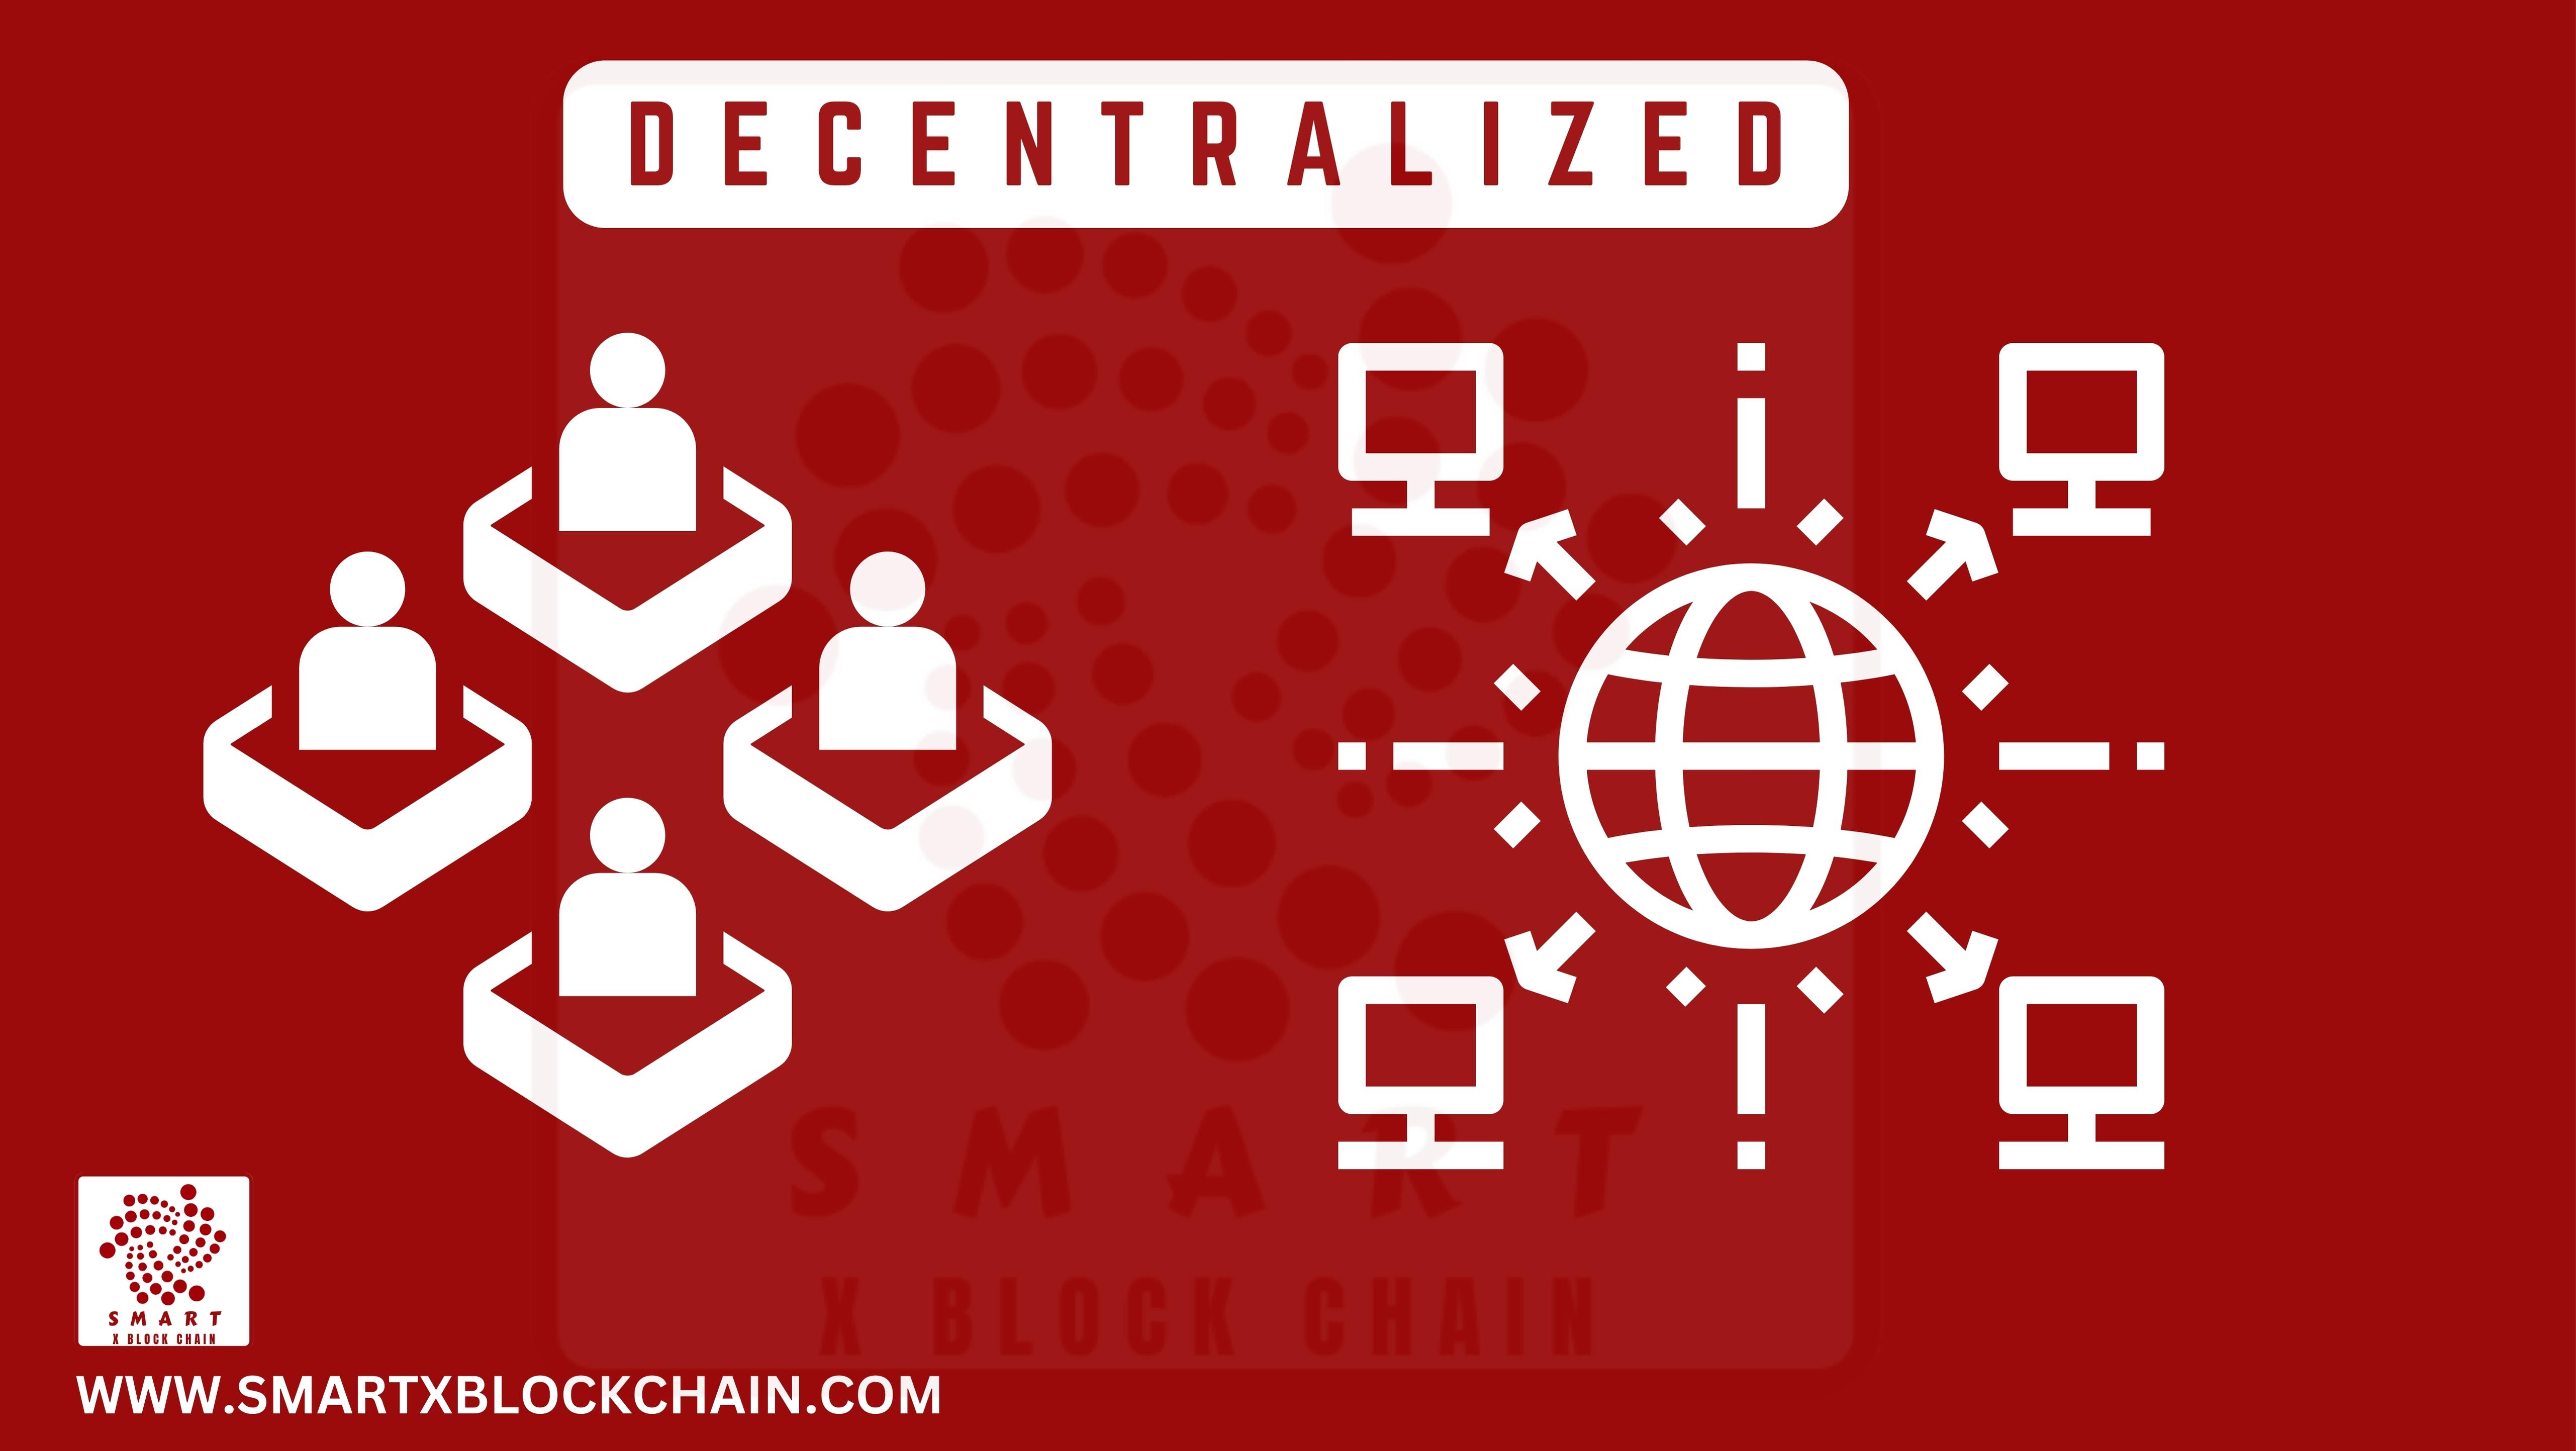 DECENTRALIZED
SMART
X BLOCK CHAIN
SMART
X BLOCK CHAIN
WWW.SMARTXBLOCKCHAIN.COM